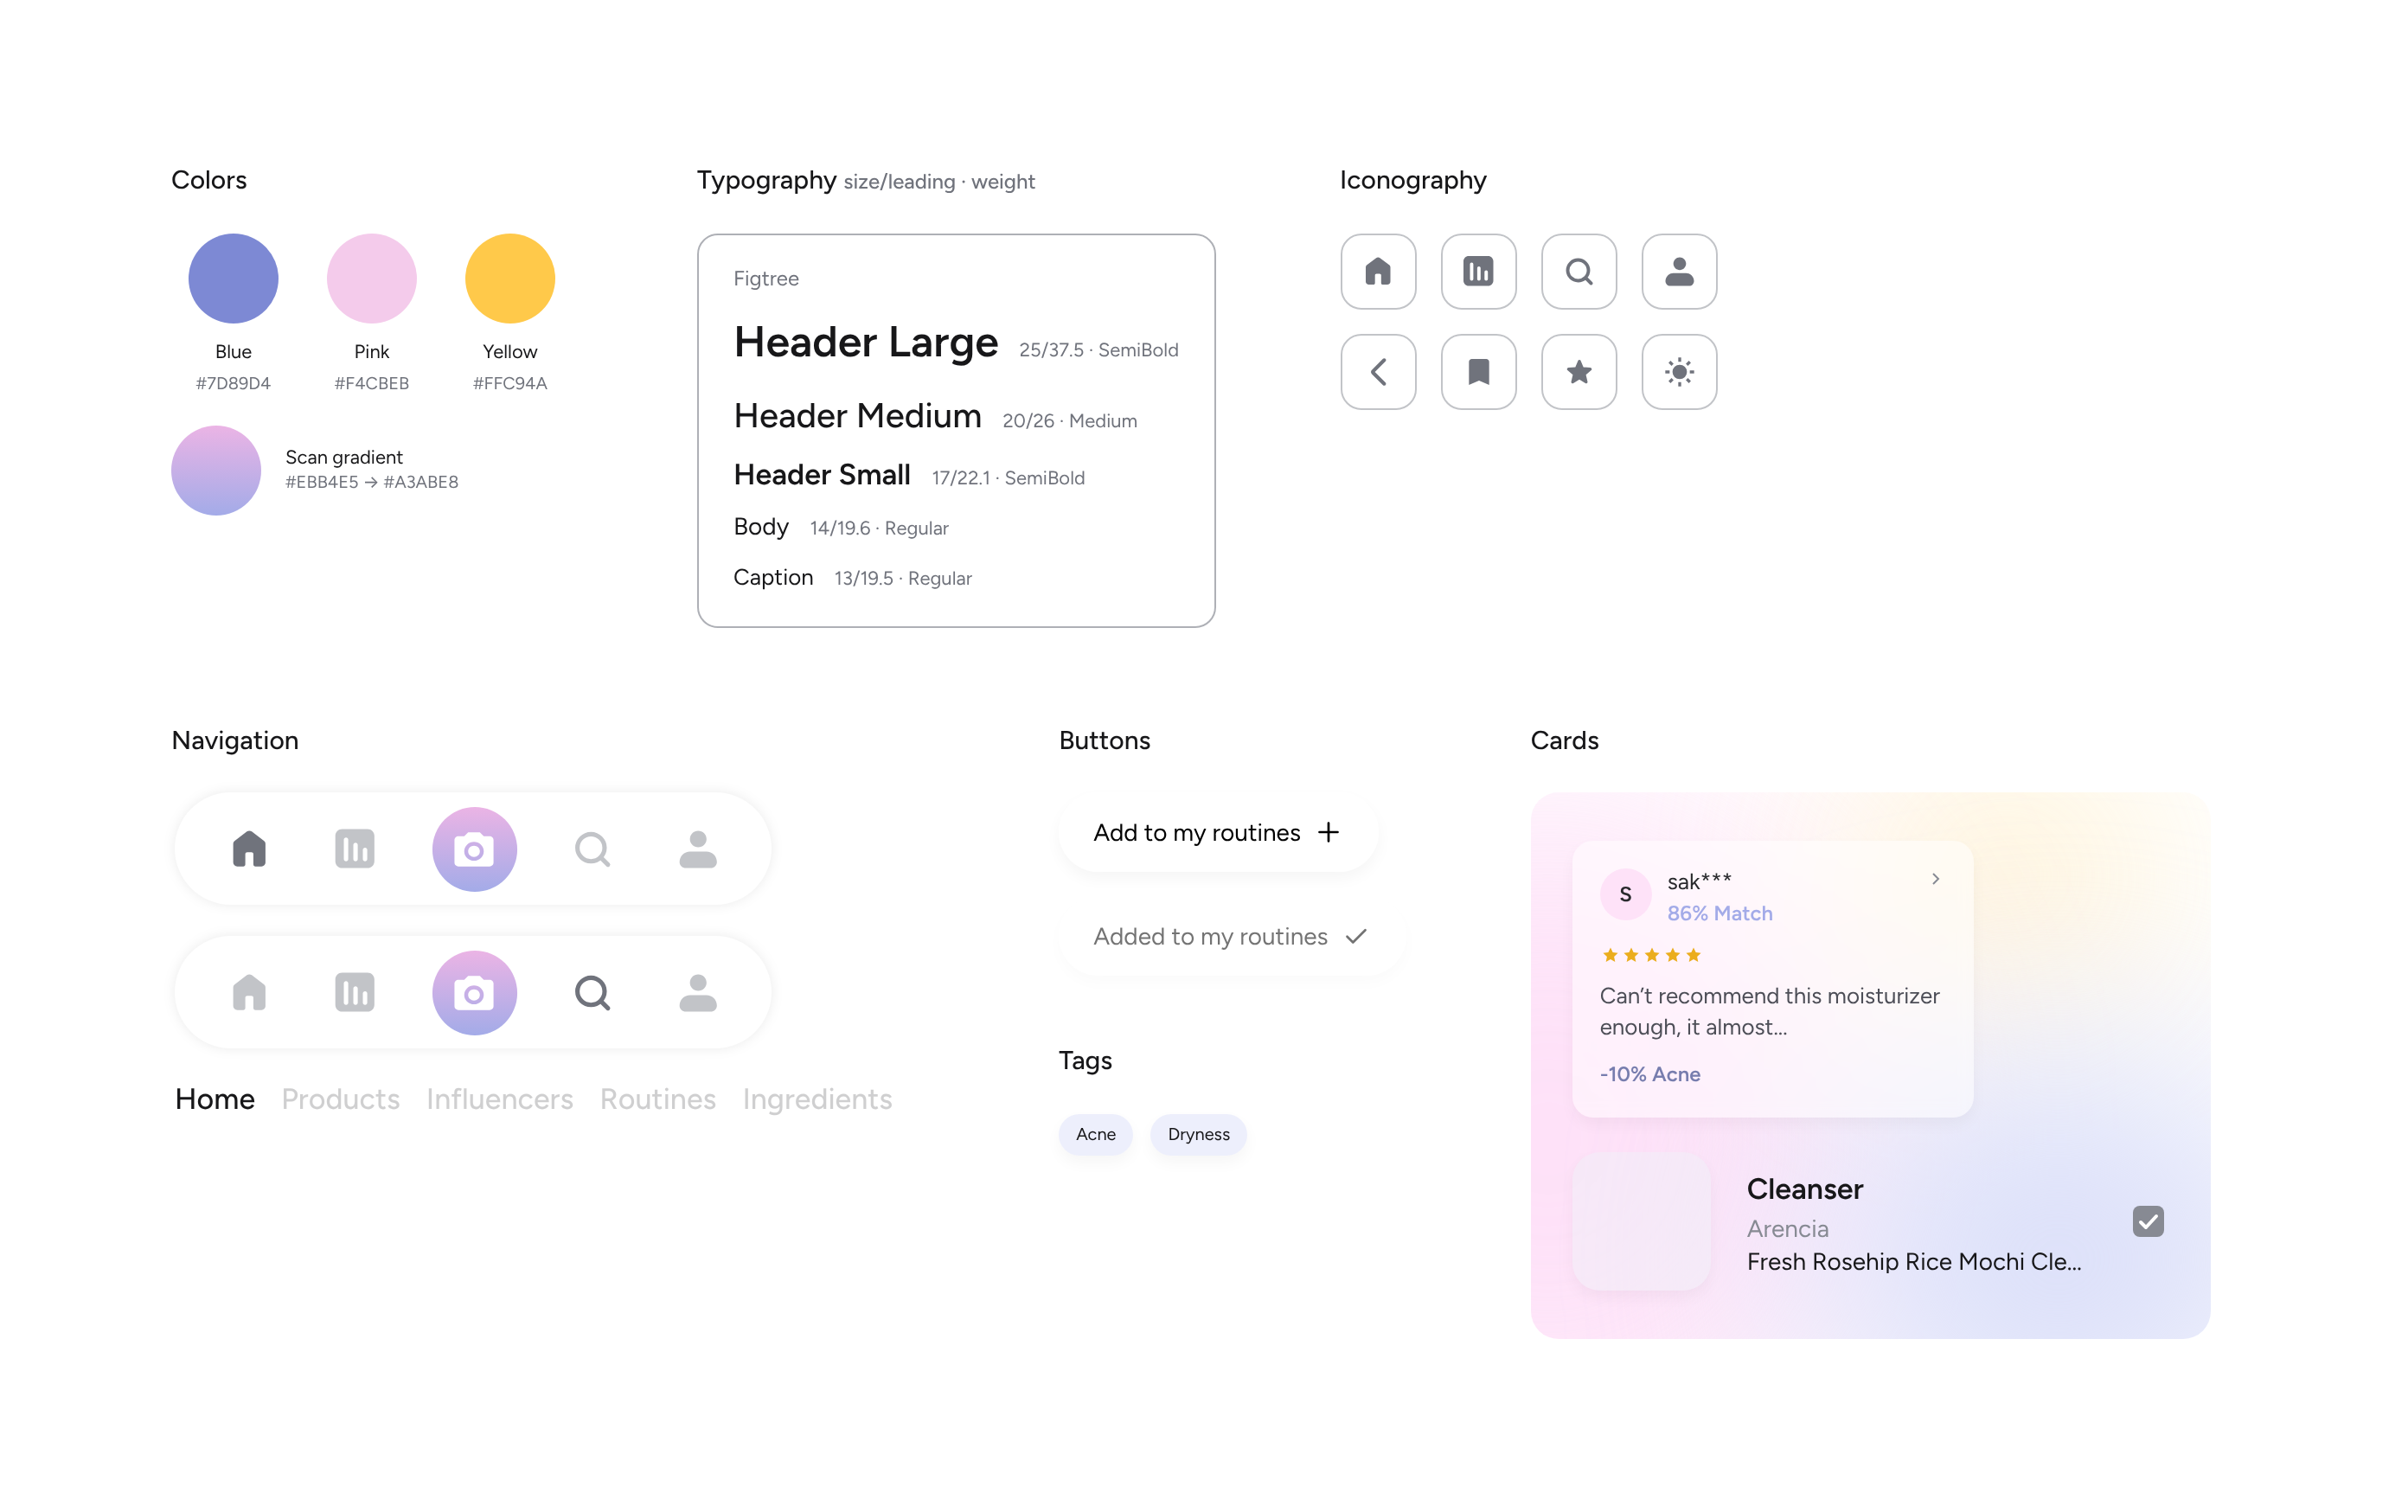 Colors
Blue
#7D89D4
Pink
#F4CBEB
Yellow
#FFC94A
Scan gradient
#EBB4E5 → #A3ABE8
Typography size/leading · weight
Figtree
Header Large 25/37.5 · SemiBold
Header Medium 20/26 · Medium
Header Small 17/22.1 · SemiBold
Body 14/19.6 · Regular
Caption 13/19.5 · Regular
Iconography
Navigation
Home Products Influencers Routines Ingredients
Buttons
Add to my routines +
Added to my routines
Tags
Acne Dryness
Cards
S
sak***
86% Match
Can’t recommend this moisturizer
enough, it almost...
-10% Acne
Cleanser
Arencia
Fresh Rosehip Rice Mochi Cle...